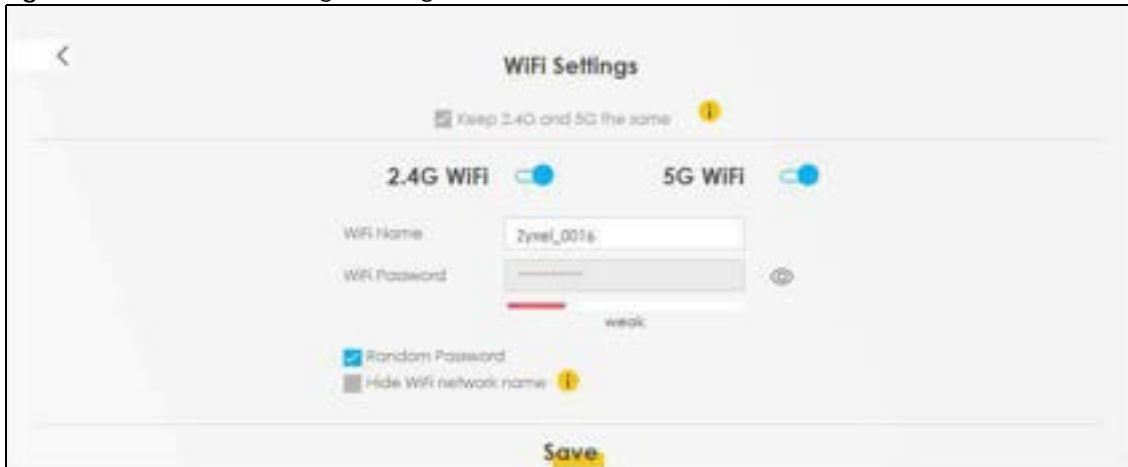 WiFi Settings
Keep 2.4G and 5G the same
2.4G WiFi 5G WiFi
WiFi Name Zyxel_0016
WiFi Password
weak
Random Password
Hide WiFi network name
Save